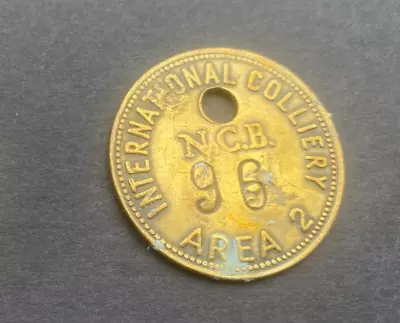 INTERNATIONAL COLLIERY
N.C.B.
96
AREA 2